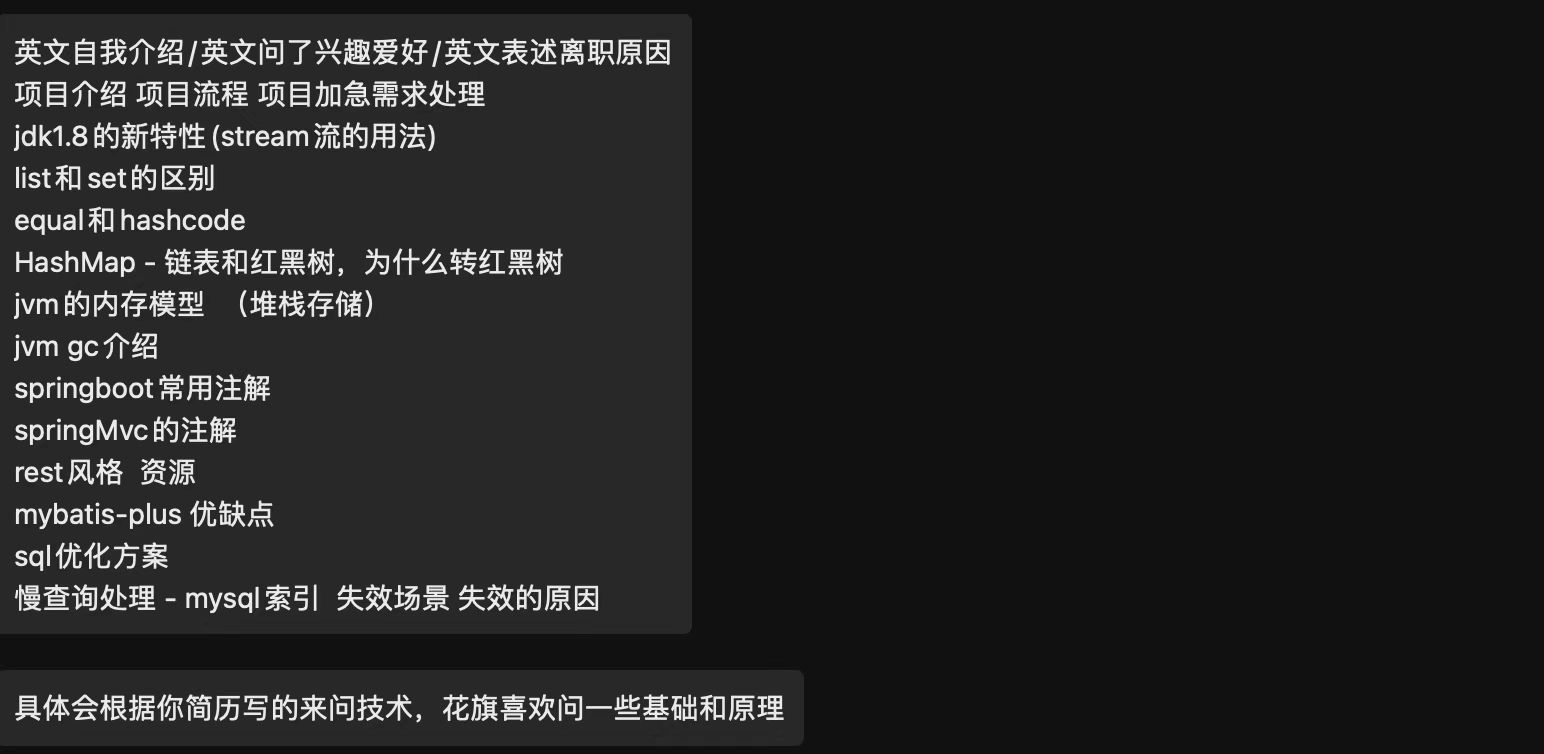 英文自我介绍/英文问了兴趣爱好/英文表述离职原因
项目介绍 项目流程 项目加急需求处理
jdk1.8的新特性(stream流的用法)
list和set的区别
equal和hashcode
HashMap - 链表和红黑树，为什么转红黑树
jvm的内存模型 （堆栈存储）
jvm gc介绍
springboot常用注解
springMvc的注解
rest风格 资源
mybatis-plus 优缺点
sql优化方案
慢查询处理 - mysql索引 失效场景 失效的原因
具体会根据你简历写的来问技术，花旗喜欢问一些基础和原理